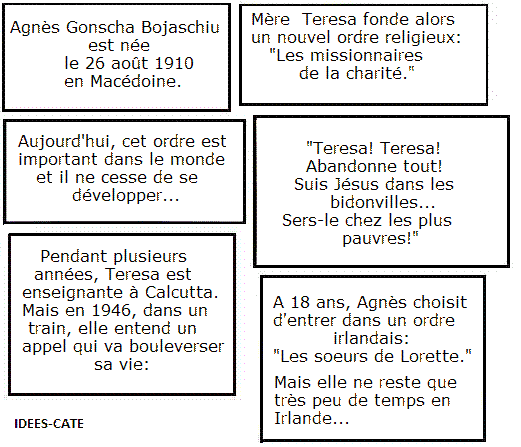 Agnès Gonscha Bojaschiu
est née
le 26 août 1910
en Macédoine.
Mère Teresa fonde alors
un nouvel ordre religieux:
"Les missionnaires
de la charité."
Aujourd'hui, cet ordre est
important dans le monde
et il ne cesse de se
développer...
"Teresa! Teresa!
Abandonne tout!
Suis Jésus dans les
bidonvilles...
Sers-le chez les plus
pauvres!"
Pendant plusieurs
années, Teresa est
enseignante à Calcutta.
Mais en 1946, dans un
train, elle entend un
appel qui va bouleverser
sa vie:
A 18 ans, Agnès choisit
d'entrer dans un ordre
irlandais:
"Les soeurs de Lorette."
Mais elle ne reste que
très peu de temps en
Irlande...
IDEES-CATE